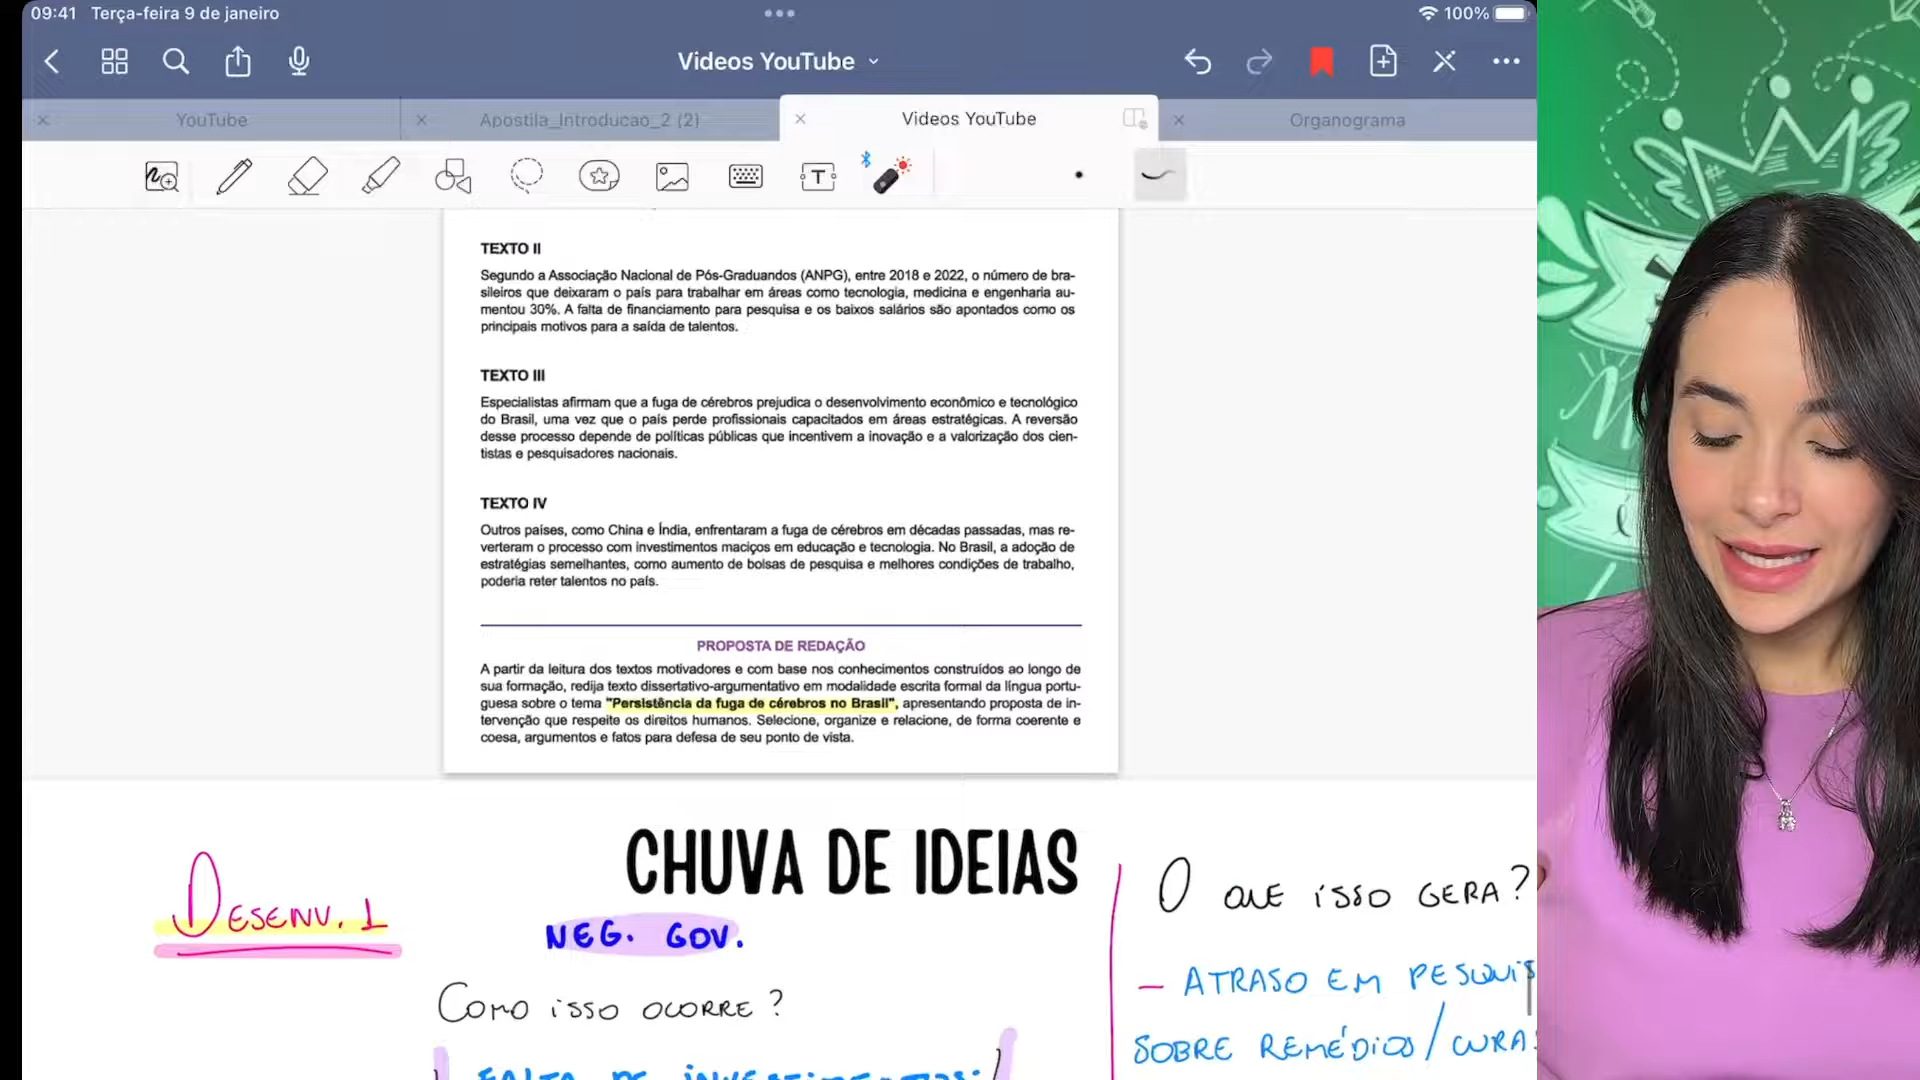 09:41 Terça-feira 9 de janeiro
100%
Videos YouTube
YouTube
Apostila_Introducao_2 (2)
Videos YouTube
Organograma
TEXTO II
Segundo a Associação Nacional de Pós-Graduandos (ANPG), entre 2018 e 2022, o número de bra-
sileiros que deixaram o país para trabalhar em áreas como tecnologia, medicina e engenharia au-
mentou 30%. A falta de financiamento para pesquisa e os baixos salários são apontados como os
principais motivos para a saída de talentos.
TEXTO III
Especialistas afirmam que a fuga de cérebros prejudica o desenvolvimento econômico e tecnológico
do Brasil, uma vez que o país perde profissionais capacitados em áreas estratégicas. A reversão
desse processo depende de políticas públicas que incentivem a inovação e a valorização dos cien-
tistas e pesquisadores nacionais.
TEXTO IV
Outros países, como China e Índia, enfrentaram a fuga de cérebros em décadas passadas, mas re-
verteram o processo com investimentos maciços em educação e tecnologia. No Brasil, a adoção de
estratégias semelhantes, como aumento de bolsas de pesquisa e melhores condições de trabalho,
poderia reter talentos no país.
PROPOSTA DE REDAÇÃO
A partir da leitura dos textos motivadores e com base nos conhecimentos construídos ao longo de
sua formação, redija texto dissertativo-argumentativo em modalidade escrita formal da língua portu-
guesa sobre o tema "Persistência da fuga de cérebros no Brasil", apresentando proposta de in-
tervenção que respeite os direitos humanos. Selecione, organize e relacione, de forma coerente e
coesa, argumentos e fatos para defesa de seu ponto de vista.
CHUVA DE IDEIAS
DESENV. 1
NEG. GOV.
COMO ISSO OCORRE?
FALTA DE INVESTIMENTOS:
O QUE ISSO GERA?
– ATRASO EM PESQUIS
SOBRE REMÉDIOS/CURAS